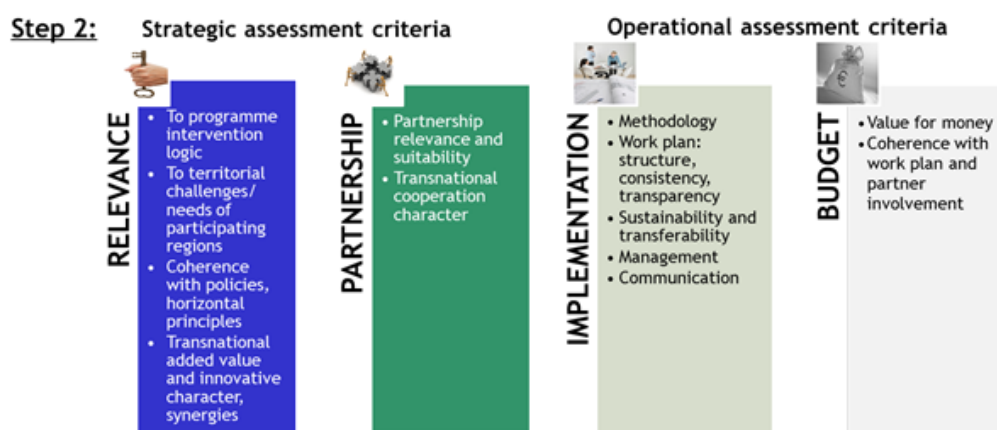 Step 2:
Strategic assessment criteria
Operational assessment criteria
RELEVANCE
• To programme
intervention
logic
• To territorial
challenges/
needs of
participating
regions
• Coherence
with policies,
horizontal
principles
• Transnational
added value
and innovative
character,
synergies
PARTNERSHIP
• Partnership
relevance and
suitability
• Transnational
cooperation
character
IMPLEMENTATION
• Methodology
• Work plan:
structure,
consistency,
transparency
• Sustainability and
transferability
• Management
• Communication
BUDGET
€
• Value for money
• Coherence with
work plan and
partner
involvement